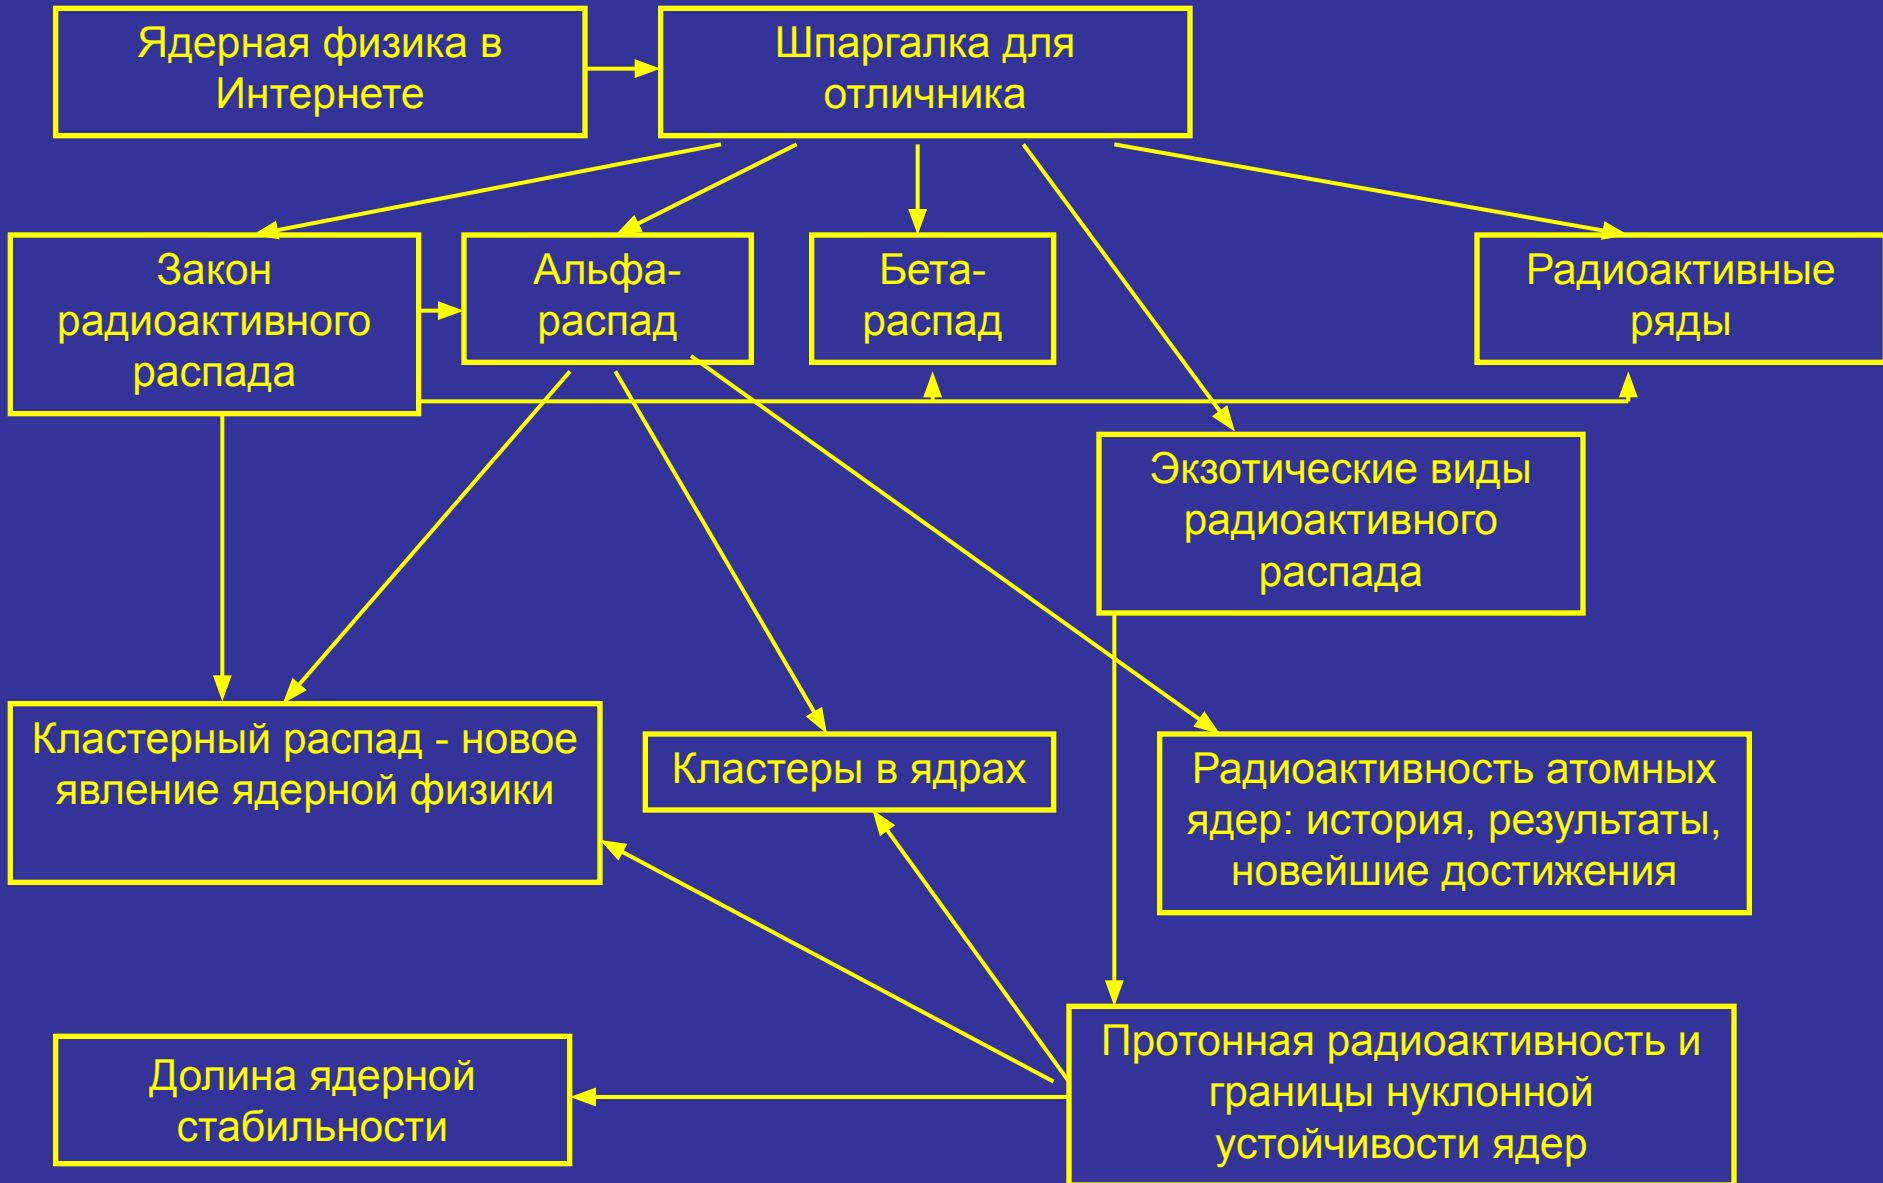 Ядерная физика в
Интернете
Шпаргалка для
отличника
Закон
радиоактивного
распада
Альфа-
распад
Бета-
распад
Радиоактивные
ряды
Экзотические виды
радиоактивного
распада
Кластерный распад - новое
явление ядерной физики
Кластеры в ядрах
Радиоактивность атомных
ядер: история, результаты,
новейшие достижения
Долина ядерной
стабильности
Протонная радиоактивность и
границы нуклонной
устойчивости ядер